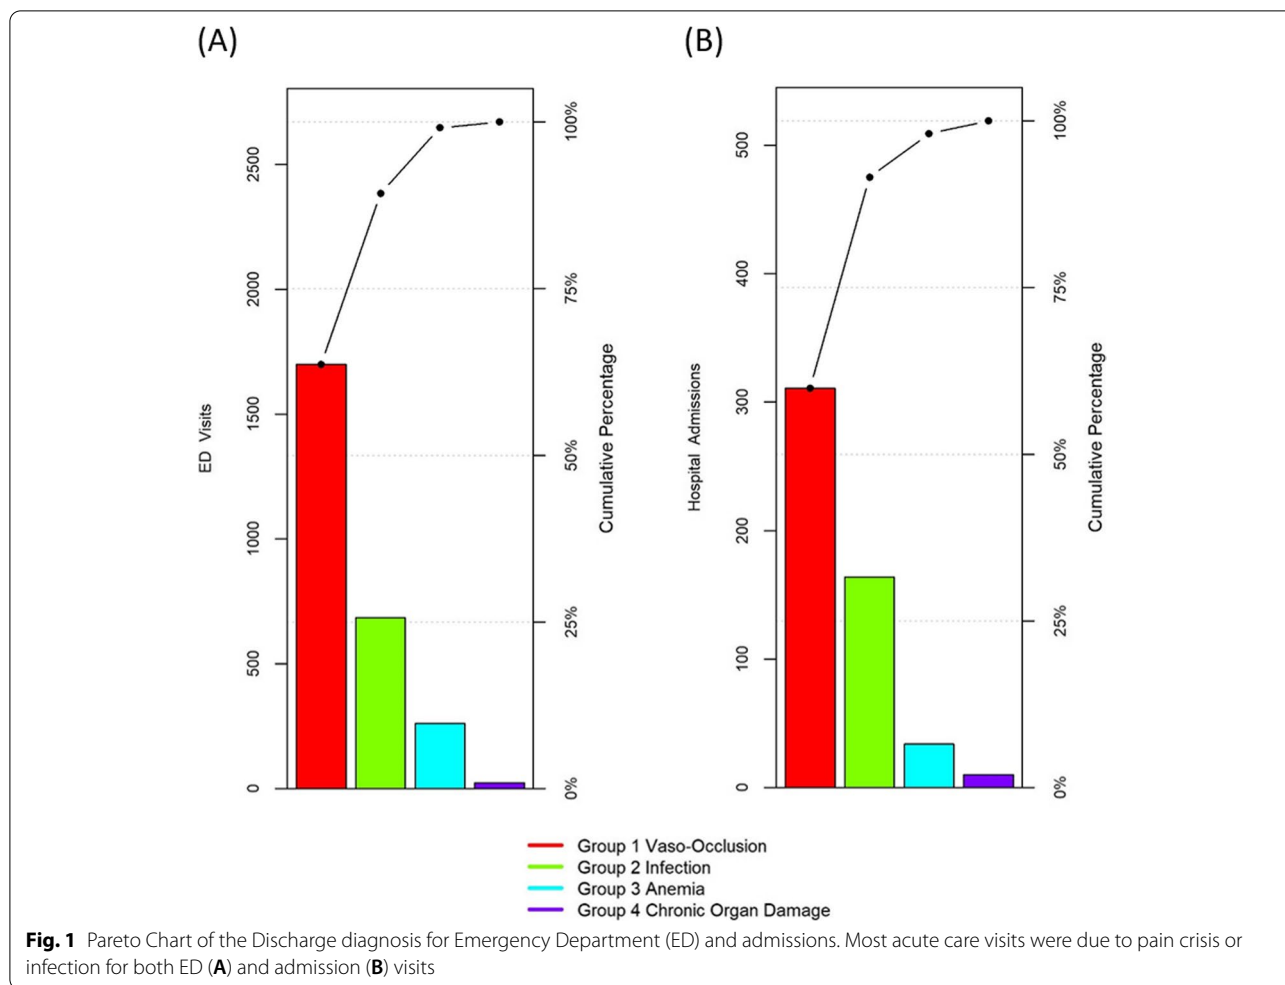 (A)
(B)
ED Visits
0
500
1000
1500
2000
2500
0%
25%
50%
75%
100%
Cumulative Percentage
Hospital Admissions
0
100
200
300
400
500
0%
25%
50%
75%
100%
Cumulative Percentage
Group 1 Vaso-Occlusion
Group 2 Infection
Group 3 Anemia
Group 4 Chronic Organ Damage
Fig. 1 Pareto Chart of the Discharge diagnosis for Emergency Department (ED) and admissions. Most acute care visits were due to pain crisis or
infection for both ED (A) and admission (B) visits